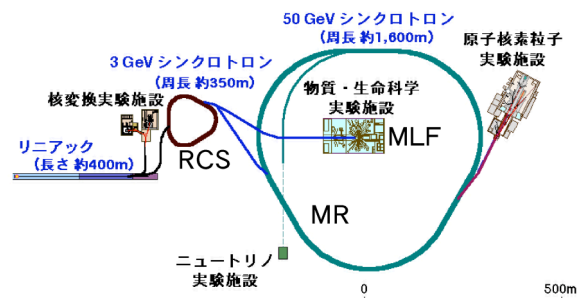 50 GeV シンクロトロン
(周長 約1,600m)
原子核素粒子
実験施設
3 GeV シンクロトロン
(周長 約350m)
物質・生命科学
実験施設
核変換実験施設
MLF
リニアック
(長さ 約400m)
RCS
MR
ニュートリノ
実験施設
0
500m